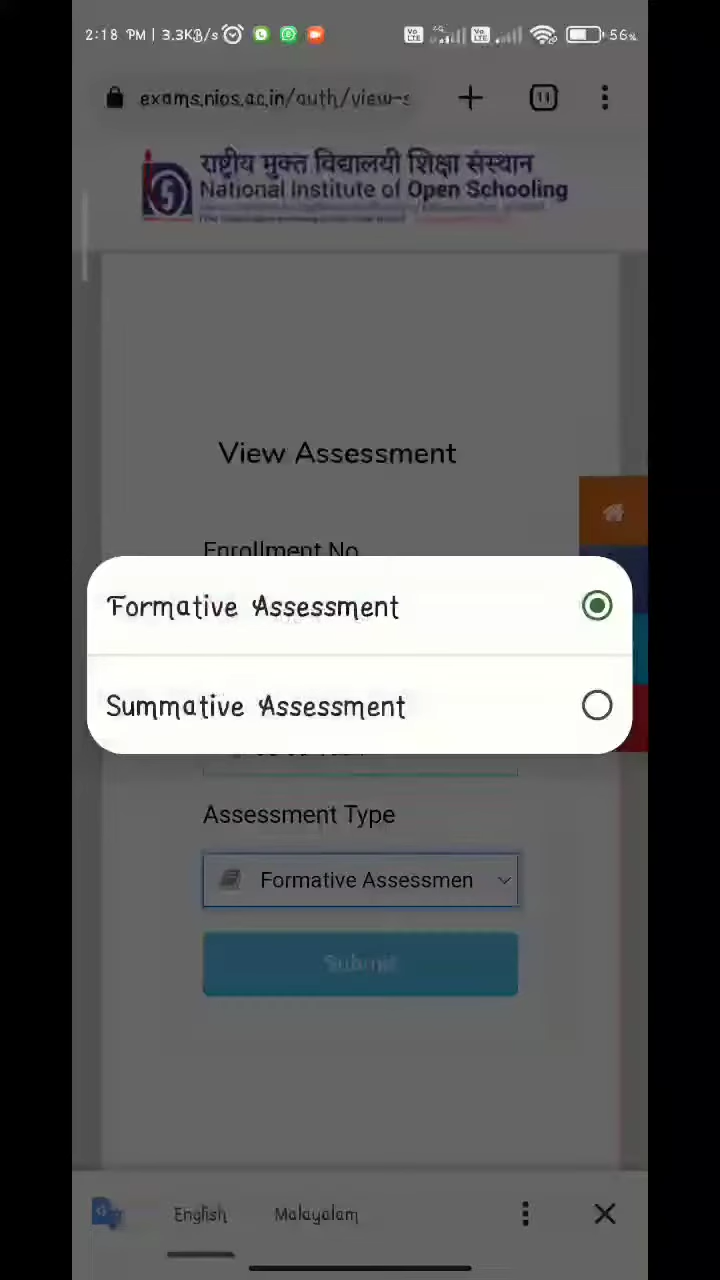 2:18 PM | 3.3KB/s 56%
exams.nios.ac.in/auth/view-s 11
राष्ट्रीय मुक्त विद्यालयी शिक्षा संस्थान
National Institute of Open Schooling
View Assessment
Enrollment No
Formative Assessment
Summative Assessment
Assessment Type
Formative Assessmen
Submit
English Malayalam